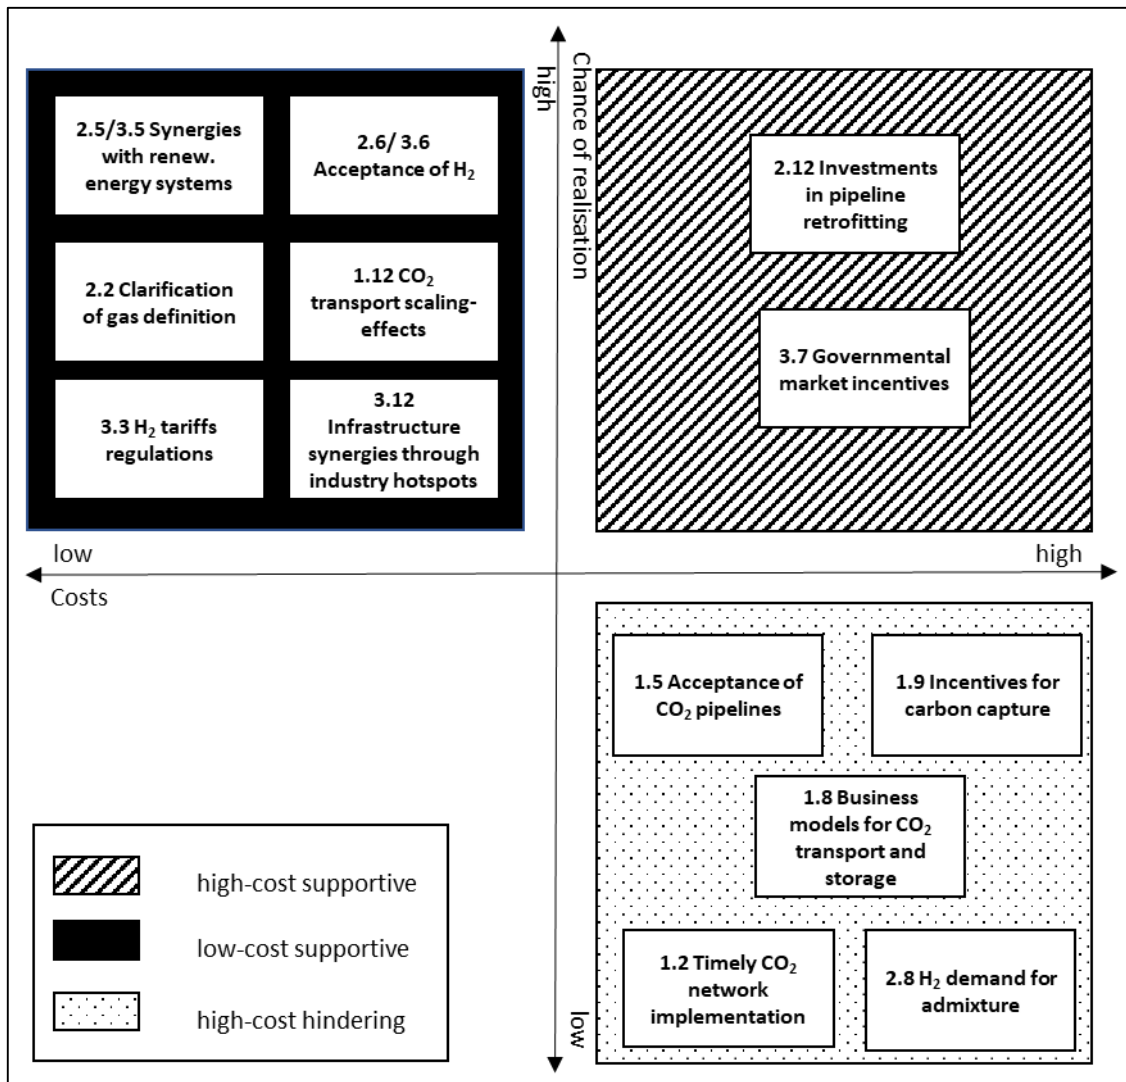 Chance of realisation
high
2.5/3.5 Synergies
with renew.
energy systems
2.6/ 3.6
Acceptance of H₂
2.2 Clarification
of gas definition
1.12 CO₂
transport scaling-
effects
3.3 H₂ tariffs
regulations
3.12
Infrastructure
synergies through
industry hotspots
2.12 Investments
in pipeline
retrofitting
3.7 Governmental
market incentives
low
high
Costs
1.5 Acceptance of
CO₂ pipelines
1.9 Incentives for
carbon capture
1.8 Business
models for CO₂
transport and
storage
1.2 Timely CO₂
network
implementation
2.8 H₂ demand for
admixture
low
high-cost supportive
low-cost supportive
high-cost hindering